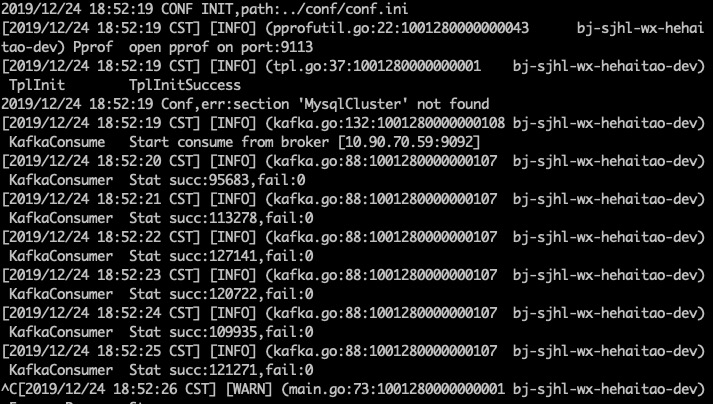 2019/12/24 18:52:19 CONF INIT,path:../conf/conf.ini
[2019/12/24 18:52:19 CST] [INFO] (pprofutil.go:22:1001280000000043      bj-sjhl-wx-hehai
tao-dev) Pprof  open pprof on port:9113
[2019/12/24 18:52:19 CST] [INFO] (tpl.go:37:1001280000000001    bj-sjhl-wx-hehaitao-dev)
 TplInit        TplInitSuccess
2019/12/24 18:52:19 Conf,err:section 'MysqlCluster' not found
[2019/12/24 18:52:19 CST] [INFO] (kafka.go:132:1001280000000108 bj-sjhl-wx-hehaitao-dev)
 KafkaConsume   Start consume from broker [10.90.70.59:9092]
[2019/12/24 18:52:20 CST] [INFO] (kafka.go:88:1001280000000107  bj-sjhl-wx-hehaitao-dev)
 KafkaConsumer  Stat succ:95683,fail:0
[2019/12/24 18:52:21 CST] [INFO] (kafka.go:88:1001280000000107  bj-sjhl-wx-hehaitao-dev)
 KafkaConsumer  Stat succ:113278,fail:0
[2019/12/24 18:52:22 CST] [INFO] (kafka.go:88:1001280000000107  bj-sjhl-wx-hehaitao-dev)
 KafkaConsumer  Stat succ:127141,fail:0
[2019/12/24 18:52:23 CST] [INFO] (kafka.go:88:1001280000000107  bj-sjhl-wx-hehaitao-dev)
 KafkaConsumer  Stat succ:120722,fail:0
[2019/12/24 18:52:24 CST] [INFO] (kafka.go:88:1001280000000107  bj-sjhl-wx-hehaitao-dev)
 KafkaConsumer  Stat succ:109935,fail:0
[2019/12/24 18:52:25 CST] [INFO] (kafka.go:88:1001280000000107  bj-sjhl-wx-hehaitao-dev)
 KafkaConsumer  Stat succ:121271,fail:0
^C[2019/12/24 18:52:26 CST] [WARN] (main.go:73:1001280000000001 bj-sjhl-wx-hehaitao-dev)